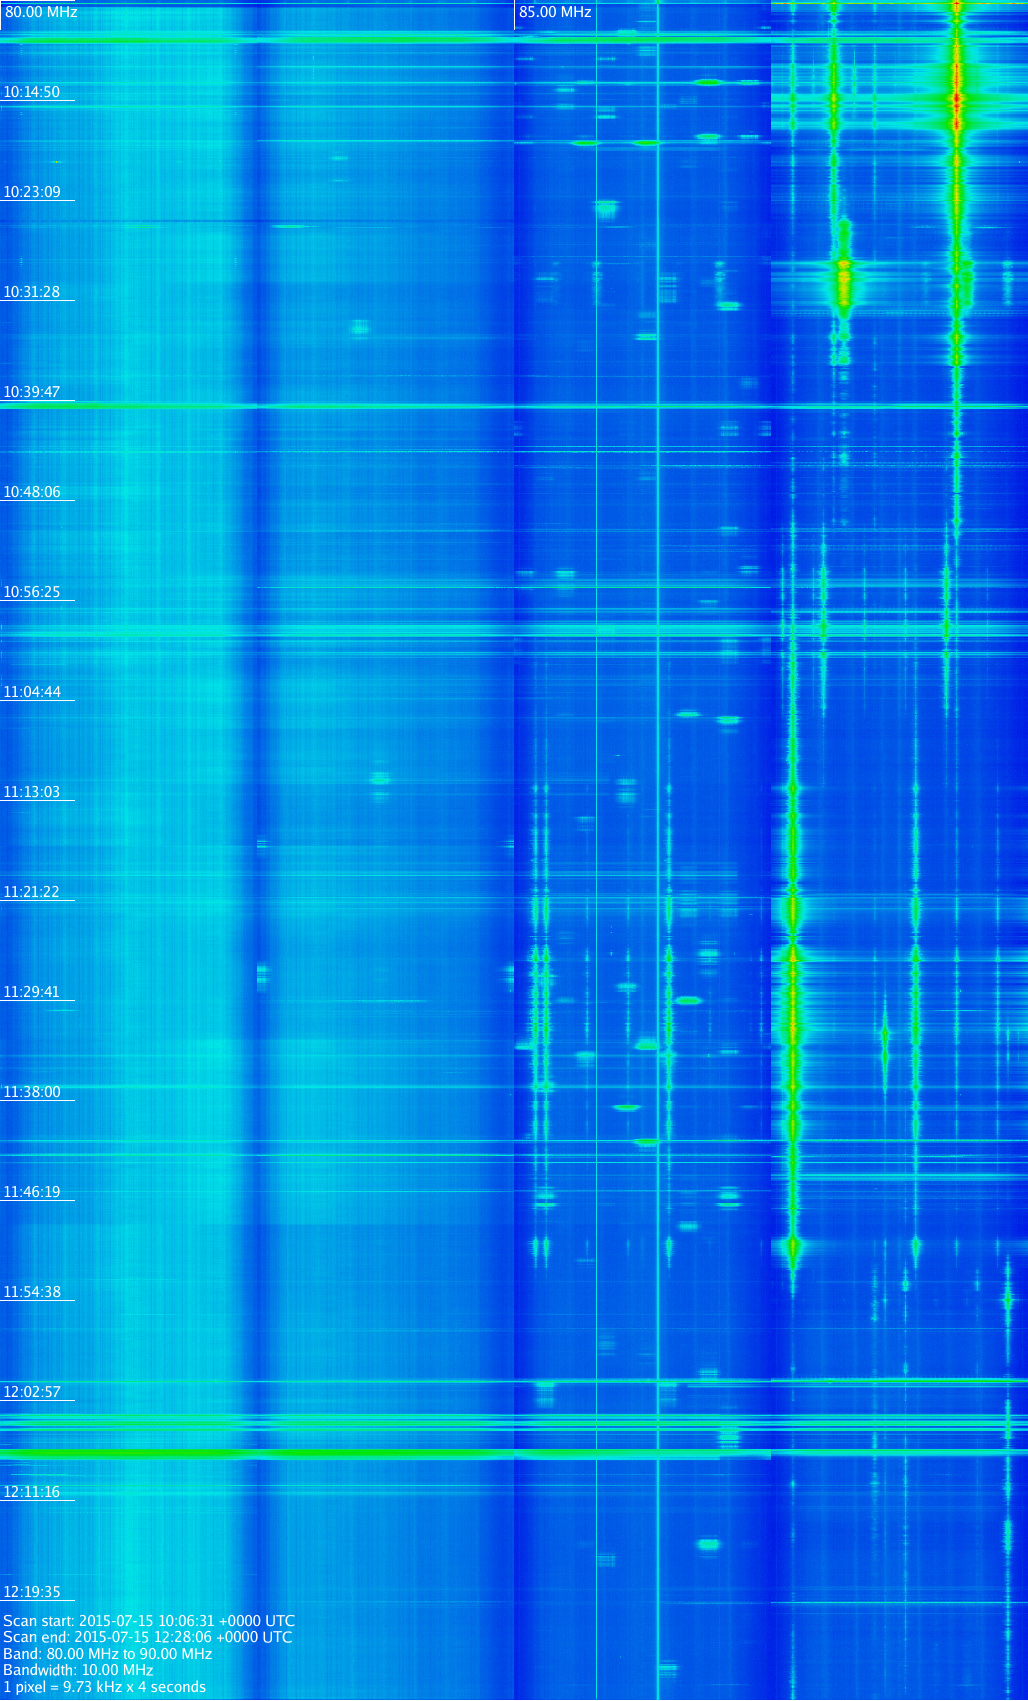 80.00 MHz
85.00 MHz
10:14:50
10:23:09
10:31:28
10:39:47
10:48:06
10:56:25
11:04:44
11:13:03
11:21:22
11:29:41
11:38:00
11:46:19
11:54:38
12:02:57
12:11:16
12:19:35
Scan start: 2015-07-15 10:06:31 +0000 UTC
Scan end: 2015-07-15 12:28:06 +0000 UTC
Band: 80.00 MHz to 90.00 MHz
Bandwidth: 10.00 MHz
1 pixel = 9.73 kHz x 4 seconds